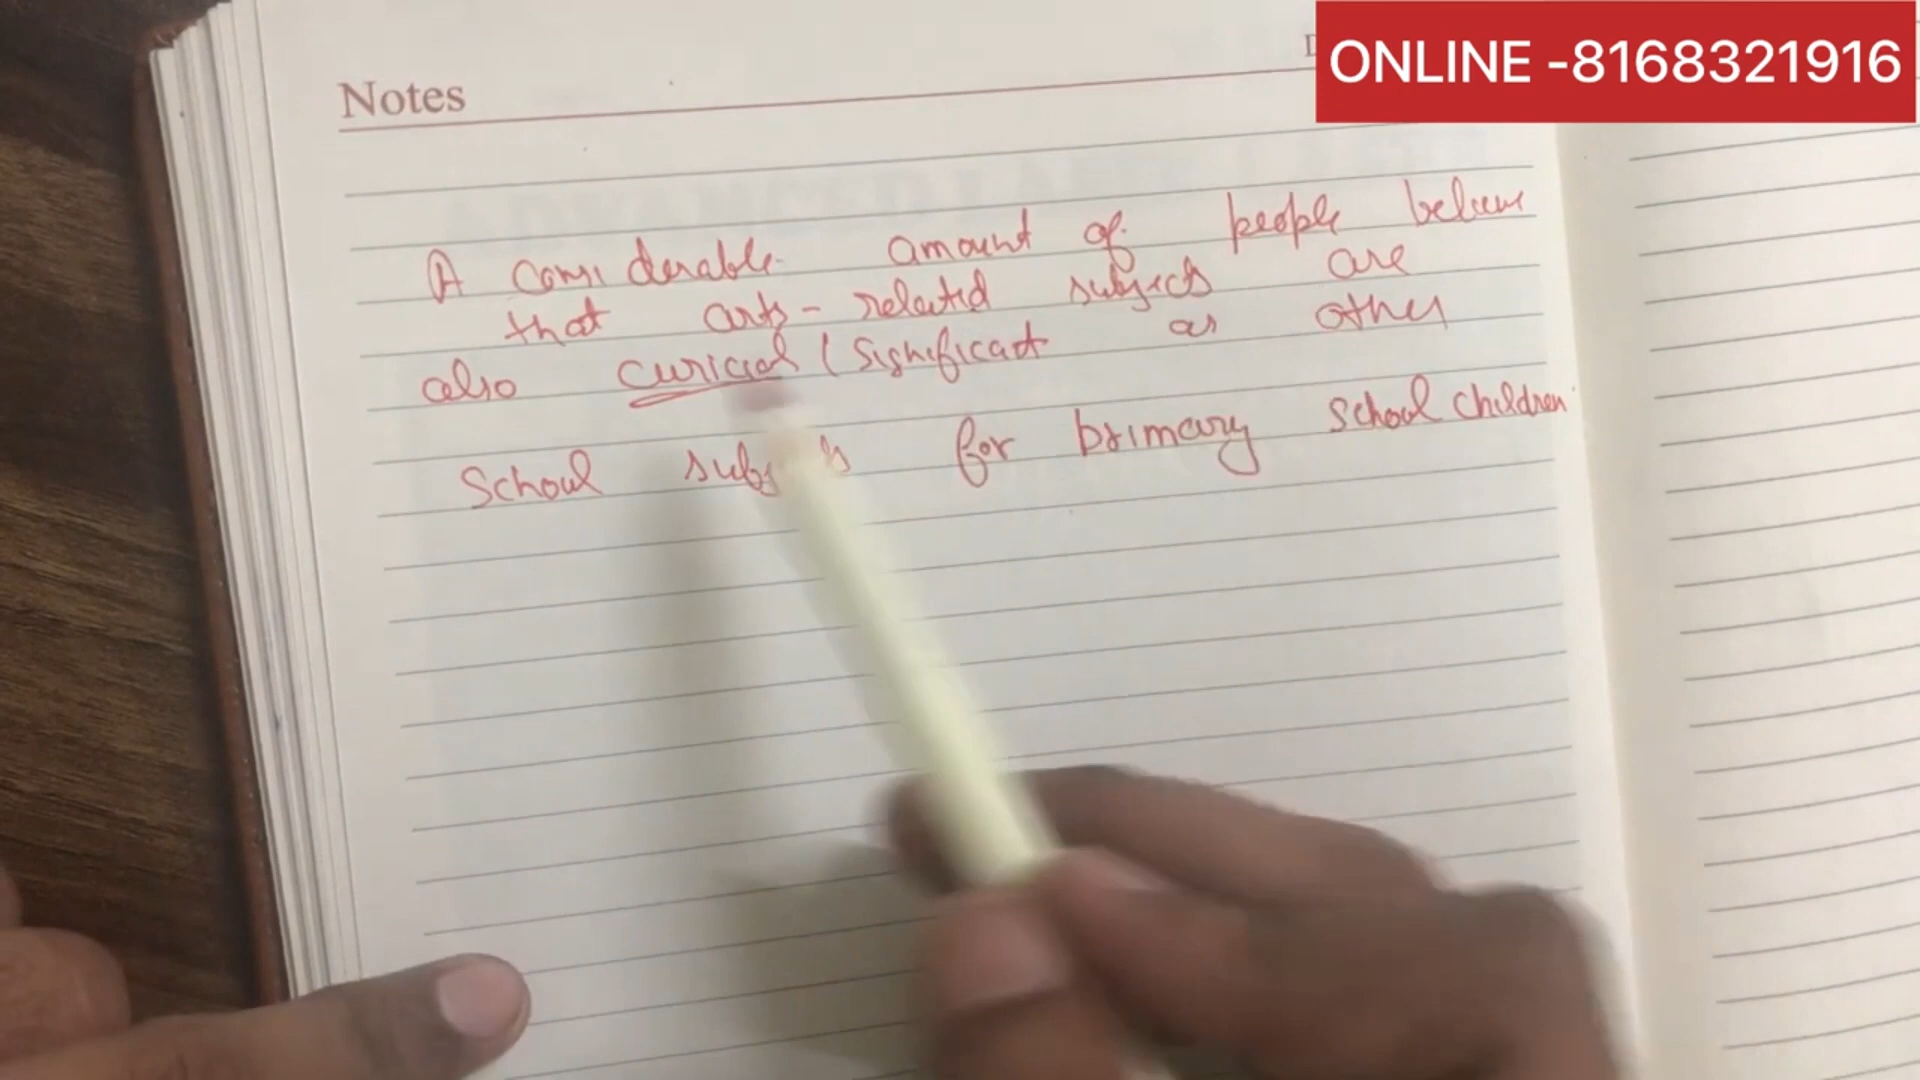 ONLINE -8168321916
Notes
A considerable amount of people believe
that arts-related subjects are
also curicial (significant as other
School subjects for primary School children.